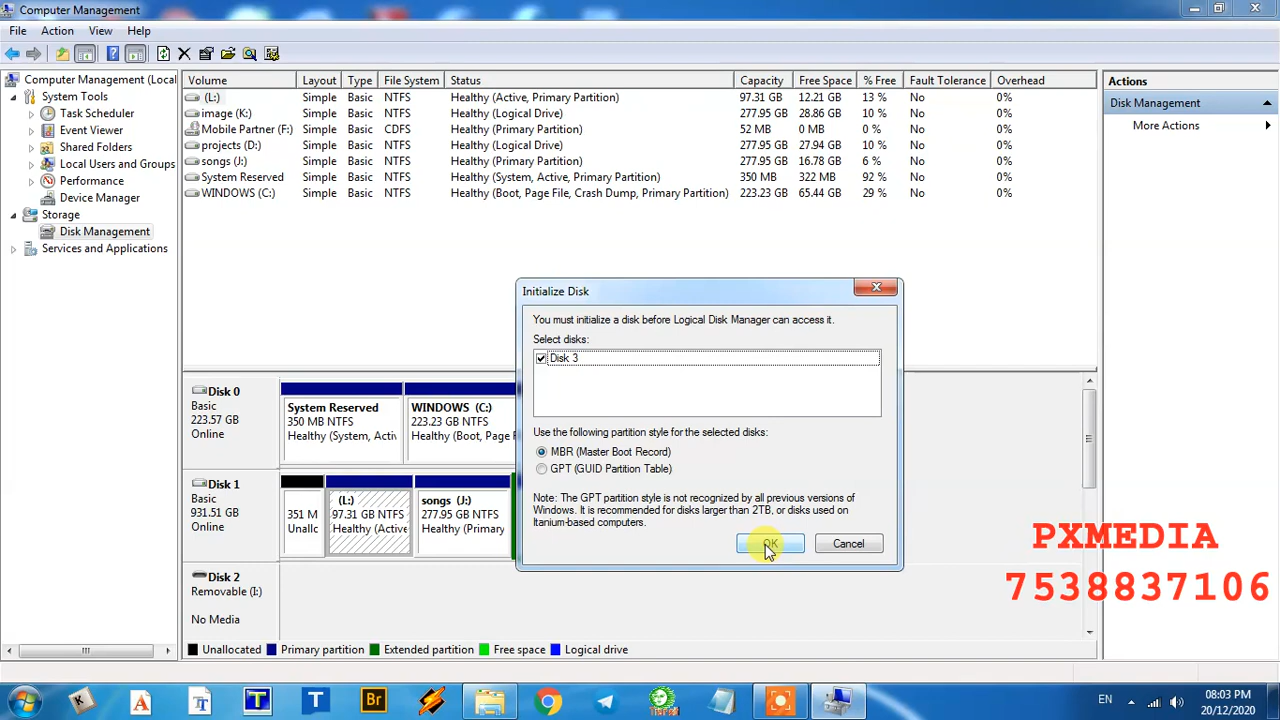 Computer Management
File Action View Help
Computer Management (Local
System Tools
Task Scheduler
Event Viewer
Shared Folders
Local Users and Groups
Performance
Device Manager
Storage
Disk Management
Services and Applications
Volume Layout Type File System Status Capacity Free Space % Free Fault Tolerance Overhead
(L:) Simple Basic NTFS Healthy (Active, Primary Partition) 97.31 GB 12.21 GB 13 % No 0%
image (K:) Simple Basic NTFS Healthy (Logical Drive) 277.95 GB 28.86 GB 10 % No 0%
Mobile Partner (F:) Simple Basic CDFS Healthy (Primary Partition) 52 MB 0 MB 0 % No 0%
projects (D:) Simple Basic NTFS Healthy (Logical Drive) 277.95 GB 27.94 GB 10 % No 0%
songs (J:) Simple Basic NTFS Healthy (Primary Partition) 277.95 GB 16.78 GB 6 % No 0%
System Reserved Simple Basic NTFS Healthy (System, Active, Primary Partition) 350 MB 322 MB 92 % No 0%
WINDOWS (C:) Simple Basic NTFS Healthy (Boot, Page File, Crash Dump, Primary Partition) 223.23 GB 65.44 GB 29 % No 0%
Actions
Disk Management
More Actions
Initialize Disk
You must initialize a disk before Logical Disk Manager can access it.
Select disks:
Disk 3
Use the following partition style for the selected disks:
MBR (Master Boot Record)
GPT (GUID Partition Table)
Note: The GPT partition style is not recognized by all previous versions of
Windows. It is recommended for disks larger than 2TB, or disks used on
Itanium-based computers.
OK Cancel
Disk 0
Basic
223.57 GB
Online
System Reserved
350 MB NTFS
Healthy (System, Acti
WINDOWS (C:)
223.23 GB NTFS
Healthy (Boot, Page F
Disk 1
Basic
931.51 GB
Online
351 M
Unallc
(L:)
97.31 GB NTFS
Healthy (Active
songs (J:)
277.95 GB NTFS
Healthy (Primary
Disk 2
Removable (I:)
No Media
Unallocated Primary partition Extended partition Free space Logical drive
PXMEDIA
7538837106
EN
08:03 PM
20/12/2020